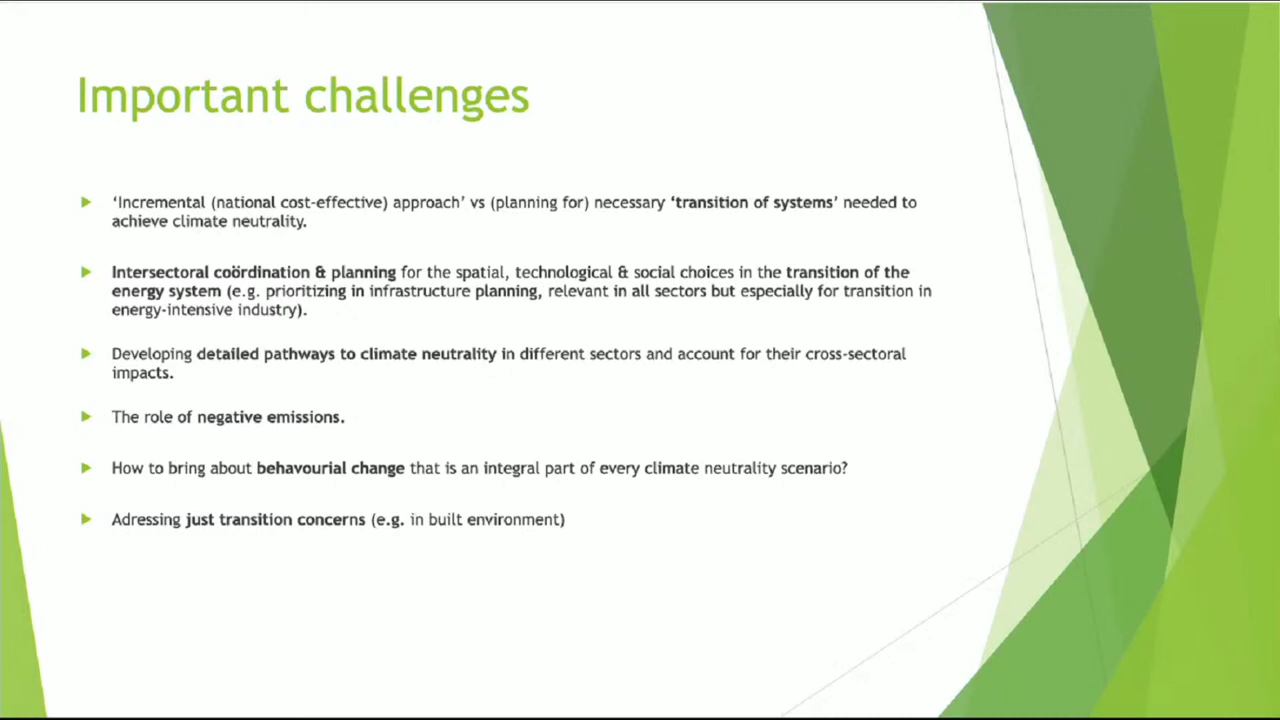 Important challenges
‘Incremental (national cost-effective) approach’ vs (planning for) necessary ‘transition of systems’ needed to
achieve climate neutrality.
Intersectoral coördination & planning for the spatial, technological & social choices in the transition of the
energy system (e.g. prioritizing in infrastructure planning, relevant in all sectors but especially for transition in
energy-intensive industry).
Developing detailed pathways to climate neutrality in different sectors and account for their cross-sectoral
impacts.
The role of negative emissions.
How to bring about behavourial change that is an integral part of every climate neutrality scenario?
Adressing just transition concerns (e.g. in built environment)